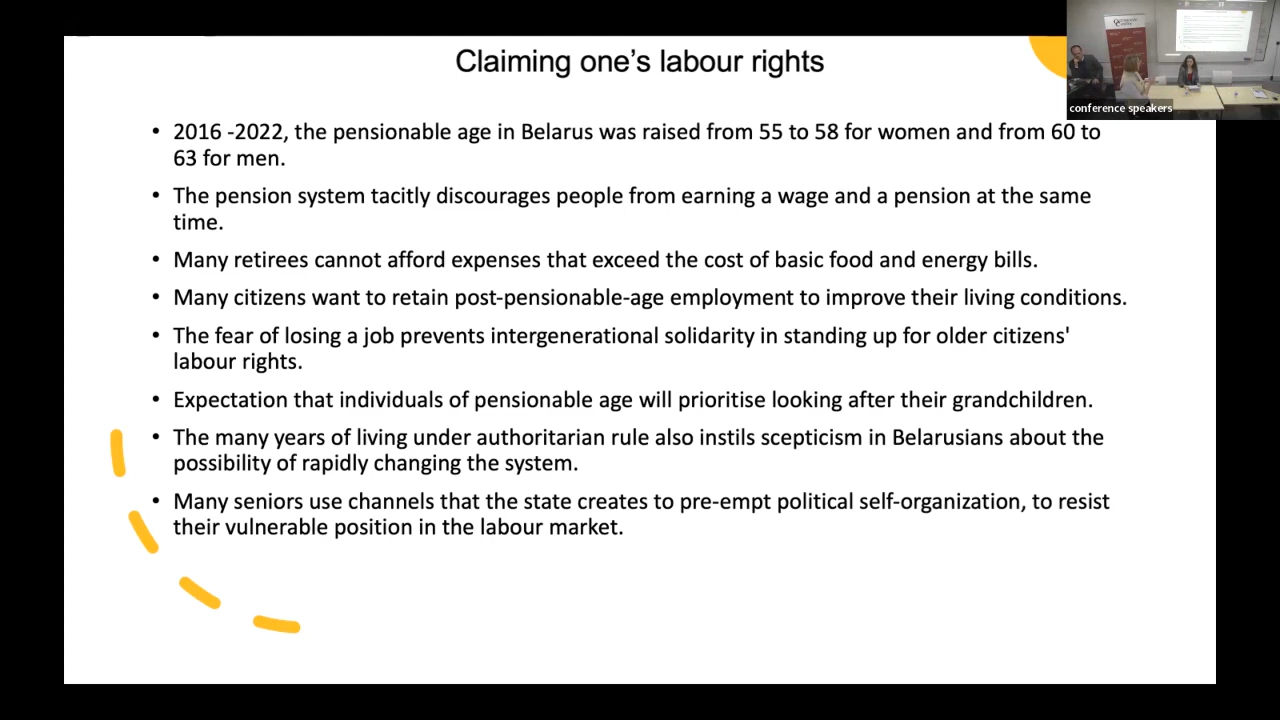 Claiming one's labour rights
conference speakers
• 2016 -2022, the pensionable age in Belarus was raised from 55 to 58 for women and from 60 to
63 for men.
• The pension system tacitly discourages people from earning a wage and a pension at the same
time.
• Many retirees cannot afford expenses that exceed the cost of basic food and energy bills.
• Many citizens want to retain post-pensionable-age employment to improve their living conditions.
• The fear of losing a job prevents intergenerational solidarity in standing up for older citizens'
labour rights.
• Expectation that individuals of pensionable age will prioritise looking after their grandchildren.
• The many years of living under authoritarian rule also instils scepticism in Belarusians about the
possibility of rapidly changing the system.
• Many seniors use channels that the state creates to pre-empt political self-organization, to resist
their vulnerable position in the labour market.